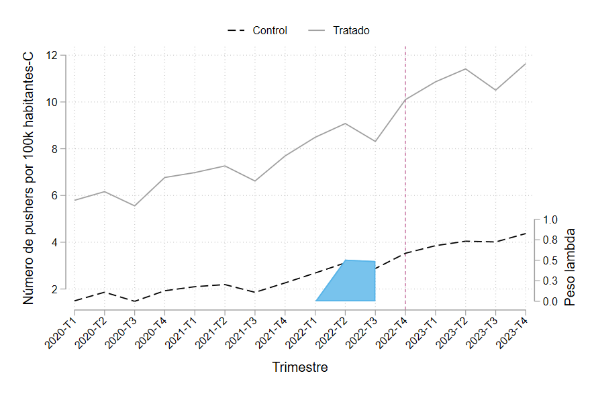 Control
Tratado
Número de pushers por 100k habitantes-C
12
10
8
6
4
2
1.0
0.8
0.5
0.3
0.0
Peso lambda
2020-T1
2020-T2
2020-T3
2020-T4
2021-T1
2021-T2
2021-T3
2021-T4
2022-T1
2022-T2
2022-T3
2022-T4
2023-T1
2023-T2
2023-T3
2023-T4
Trimestre